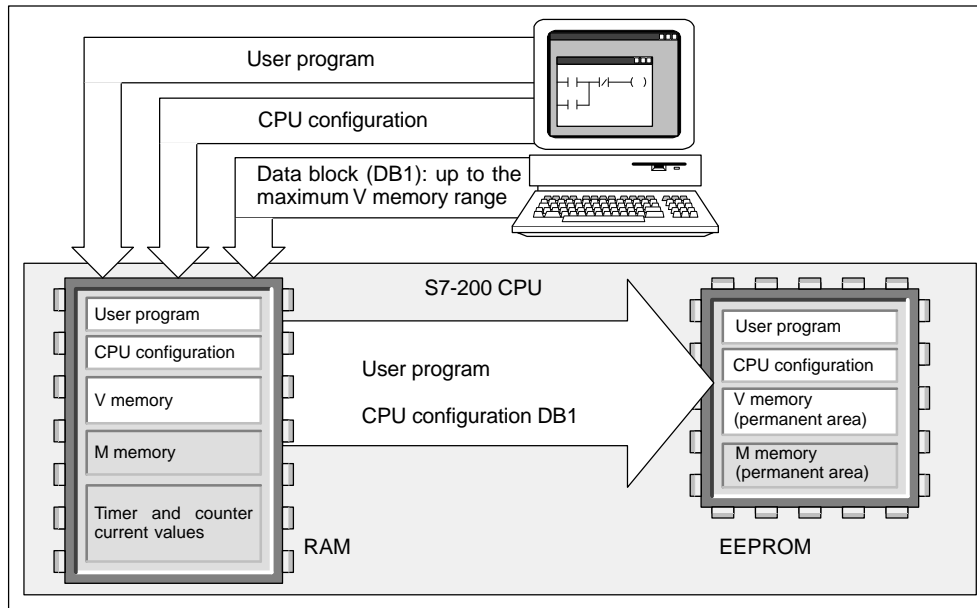 User program
CPU configuration
Data block (DB1): up to the
maximum V memory range
S7-200 CPU
User program
CPU configuration
V memory
M memory
Timer and counter
current values
RAM
User program
CPU configuration DB1
User program
CPU configuration
V memory
(permanent area)
M memory
(permanent area)
EEPROM